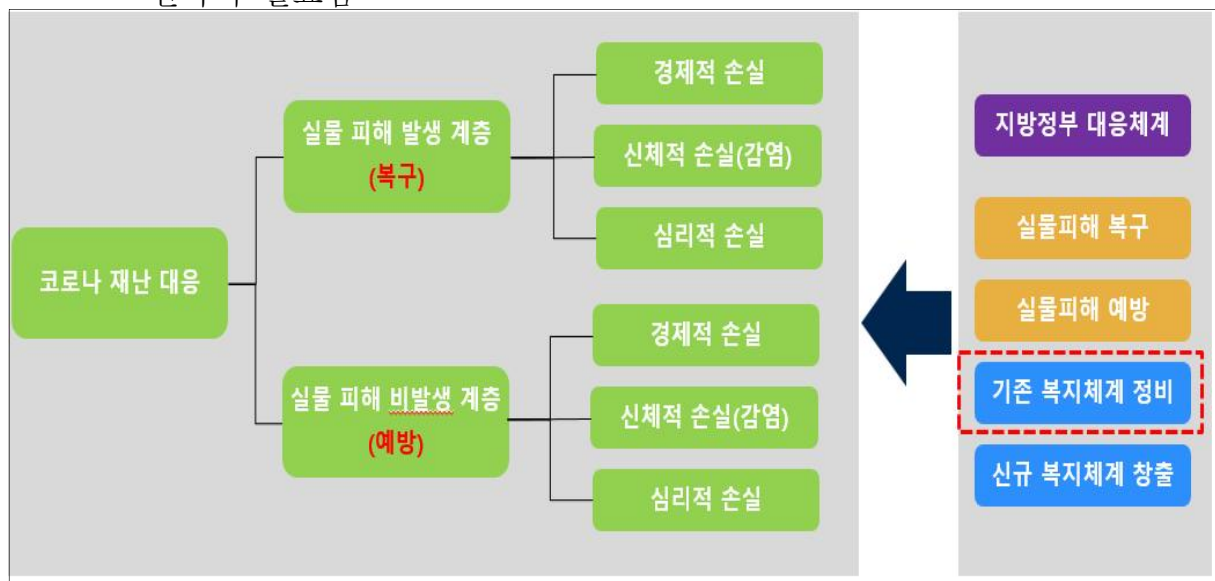 코로나 재난 대응
실물 피해 발생 계층
(복구)
경제적 손실
신체적 손실(감염)
심리적 손실
실물 피해 비발생 계층
(예방)
경제적 손실
신체적 손실(감염)
심리적 손실
지방정부 대응체계
실물피해 복구
실물피해 예방
기존 복지체계 정비
신규 복지체계 창출